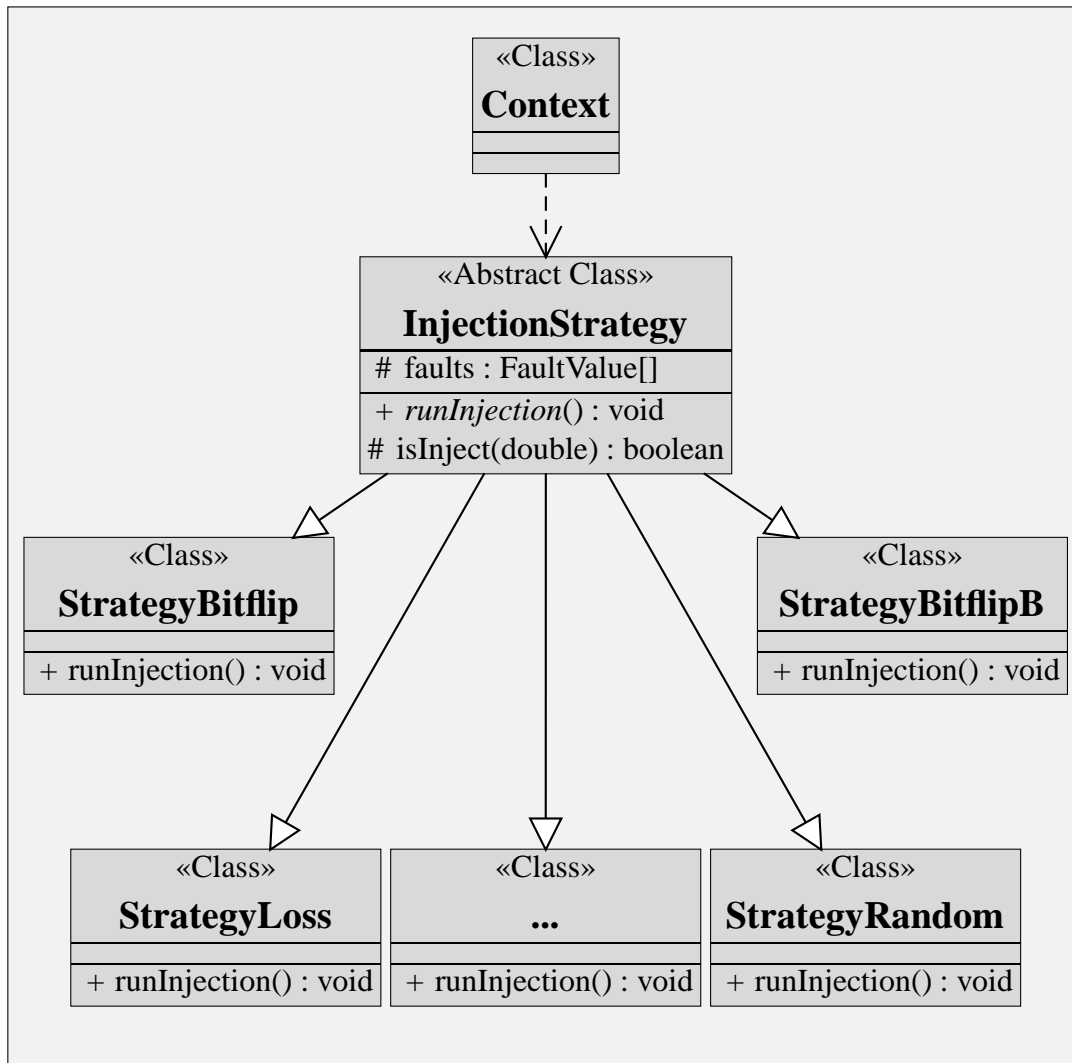 «Class»
Context
«Abstract Class»
InjectionStrategy
# faults : FaultValue[]
+ runInjection() : void
# isInject(double) : boolean
«Class»
StrategyBitflip
+ runInjection() : void
«Class»
StrategyBitflipB
+ runInjection() : void
«Class»
StrategyLoss
+ runInjection() : void
«Class»
...
+ runInjection() : void
«Class»
StrategyRandom
+ runInjection() : void